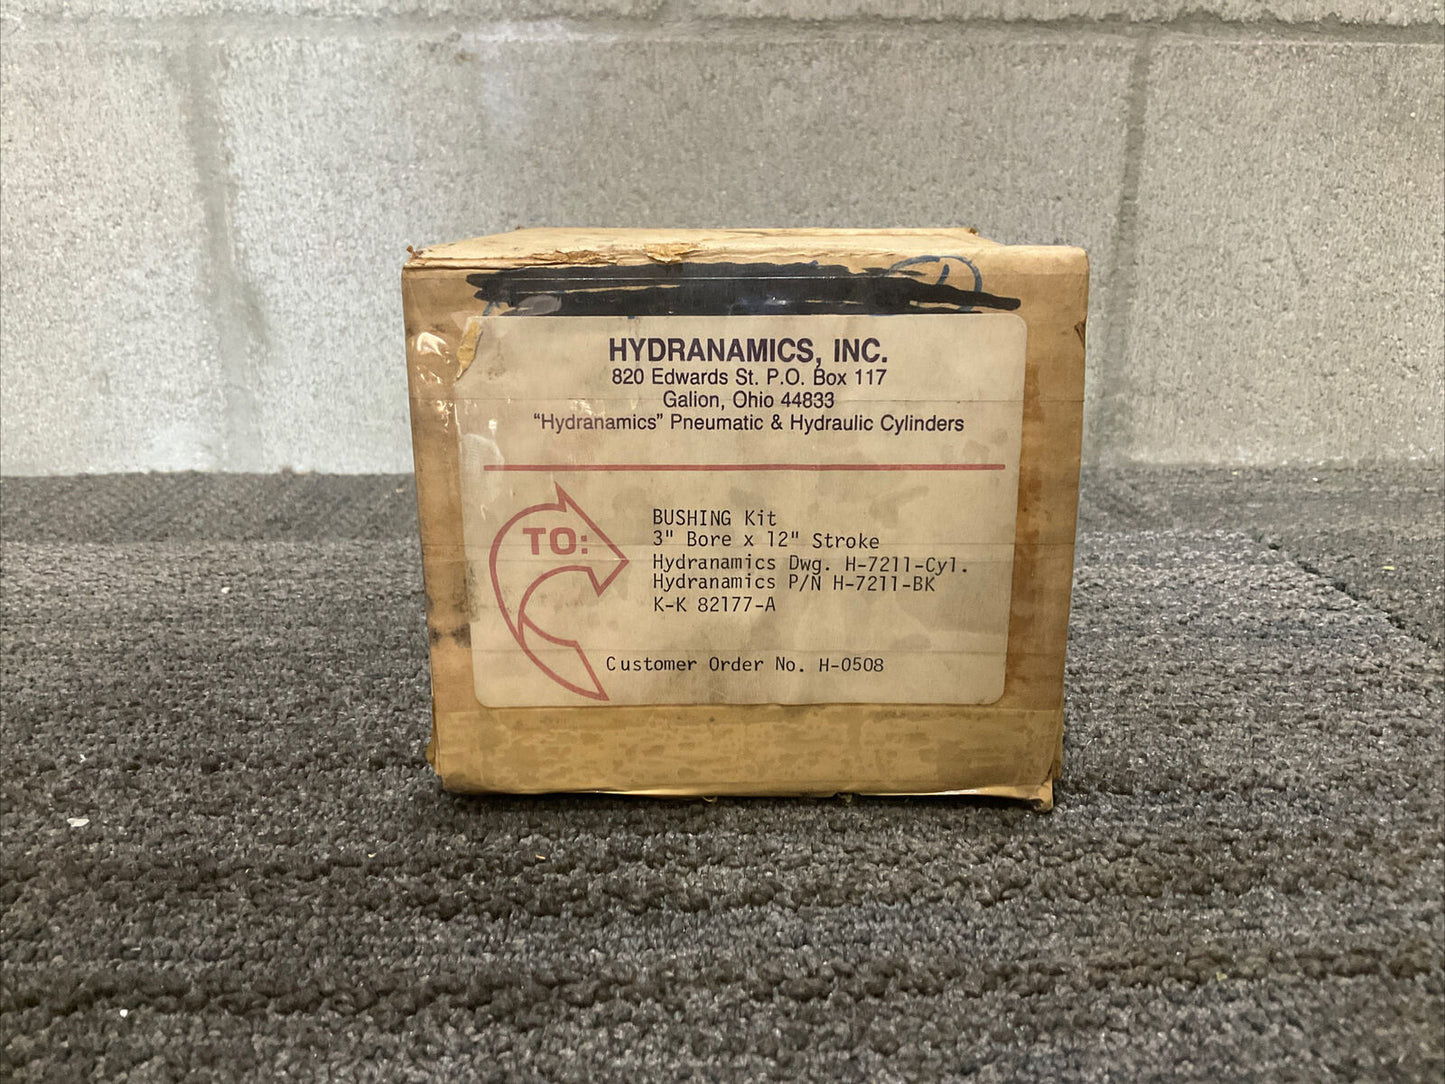 HYDRANAMICS, INC.
820 Edwards St. P.O. Box 117
Galion, Ohio 44833
“Hydranamics” Pneumatic & Hydraulic Cylinders
TO:
BUSHING Kit
3" Bore x 12" Stroke
Hydranamics Dwg. H-7211-Cyl.
Hydranamics P/N H-7211-BK
K-K 82177-A
Customer Order No. H-0508